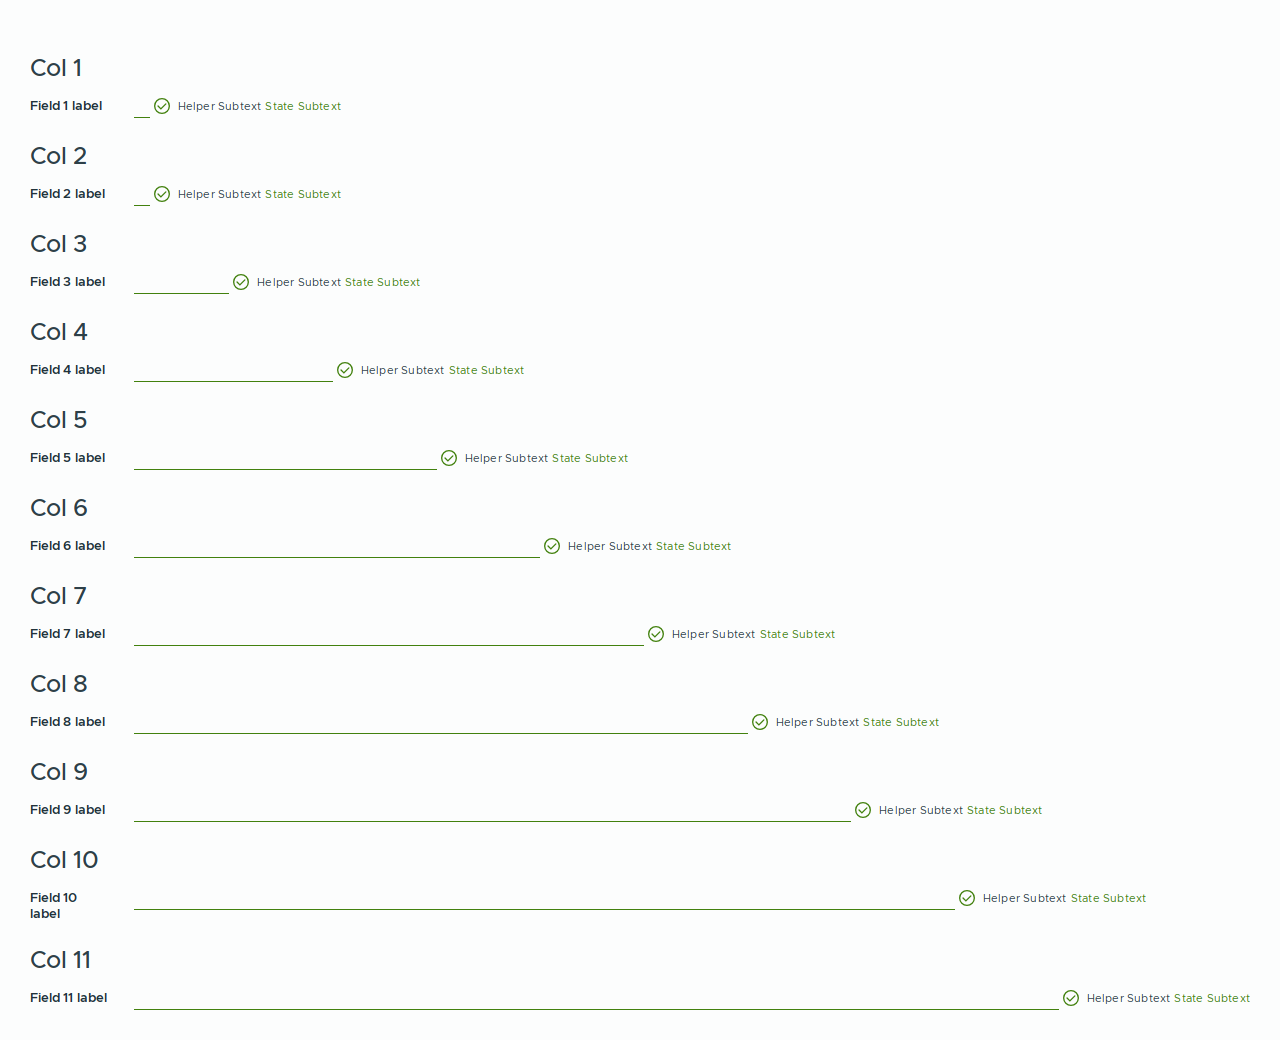 Col 1
Field 1 label Helper Subtext State Subtext
Col 2
Field 2 label Helper Subtext State Subtext
Col 3
Field 3 label Helper Subtext State Subtext
Col 4
Field 4 label Helper Subtext State Subtext
Col 5
Field 5 label Helper Subtext State Subtext
Col 6
Field 6 label Helper Subtext State Subtext
Col 7
Field 7 label Helper Subtext State Subtext
Col 8
Field 8 label Helper Subtext State Subtext
Col 9
Field 9 label Helper Subtext State Subtext
Col 10
Field 10 Helper Subtext State Subtext
label
Col 11
Field 11 label Helper Subtext State Subtext